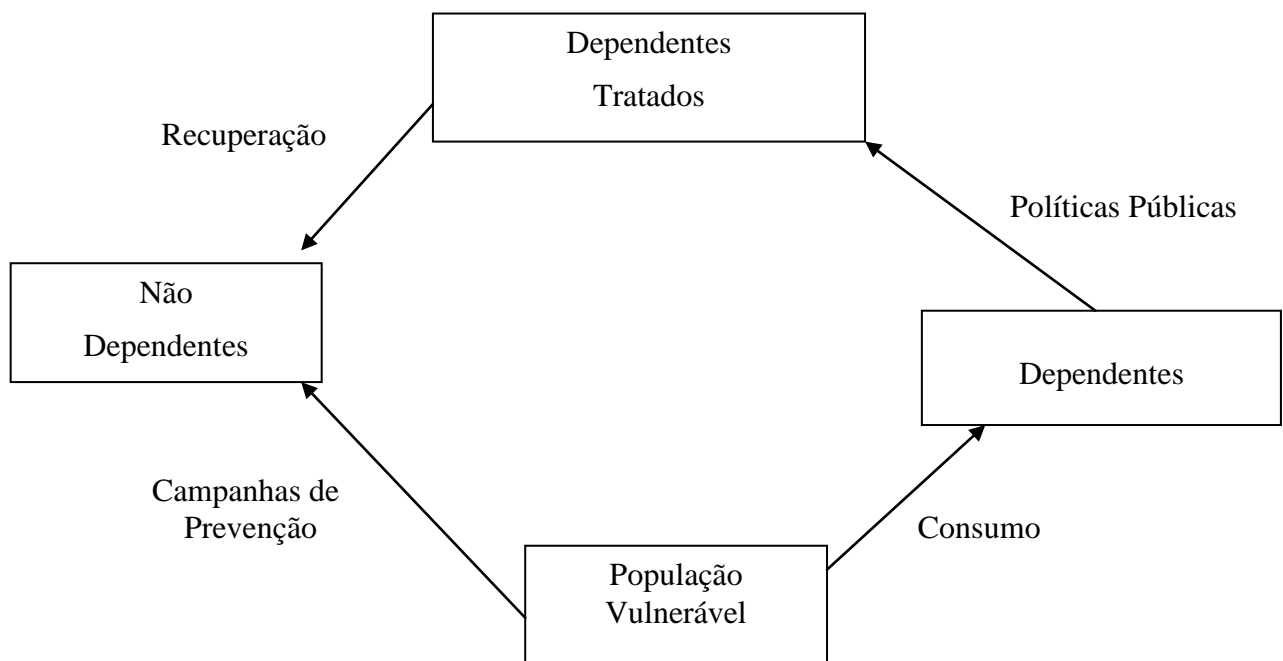 Dependentes
Tratados
Recuperação
Políticas Públicas
Não
Dependentes
Dependentes
Campanhas de
Prevenção
Consumo
População
Vulnerável